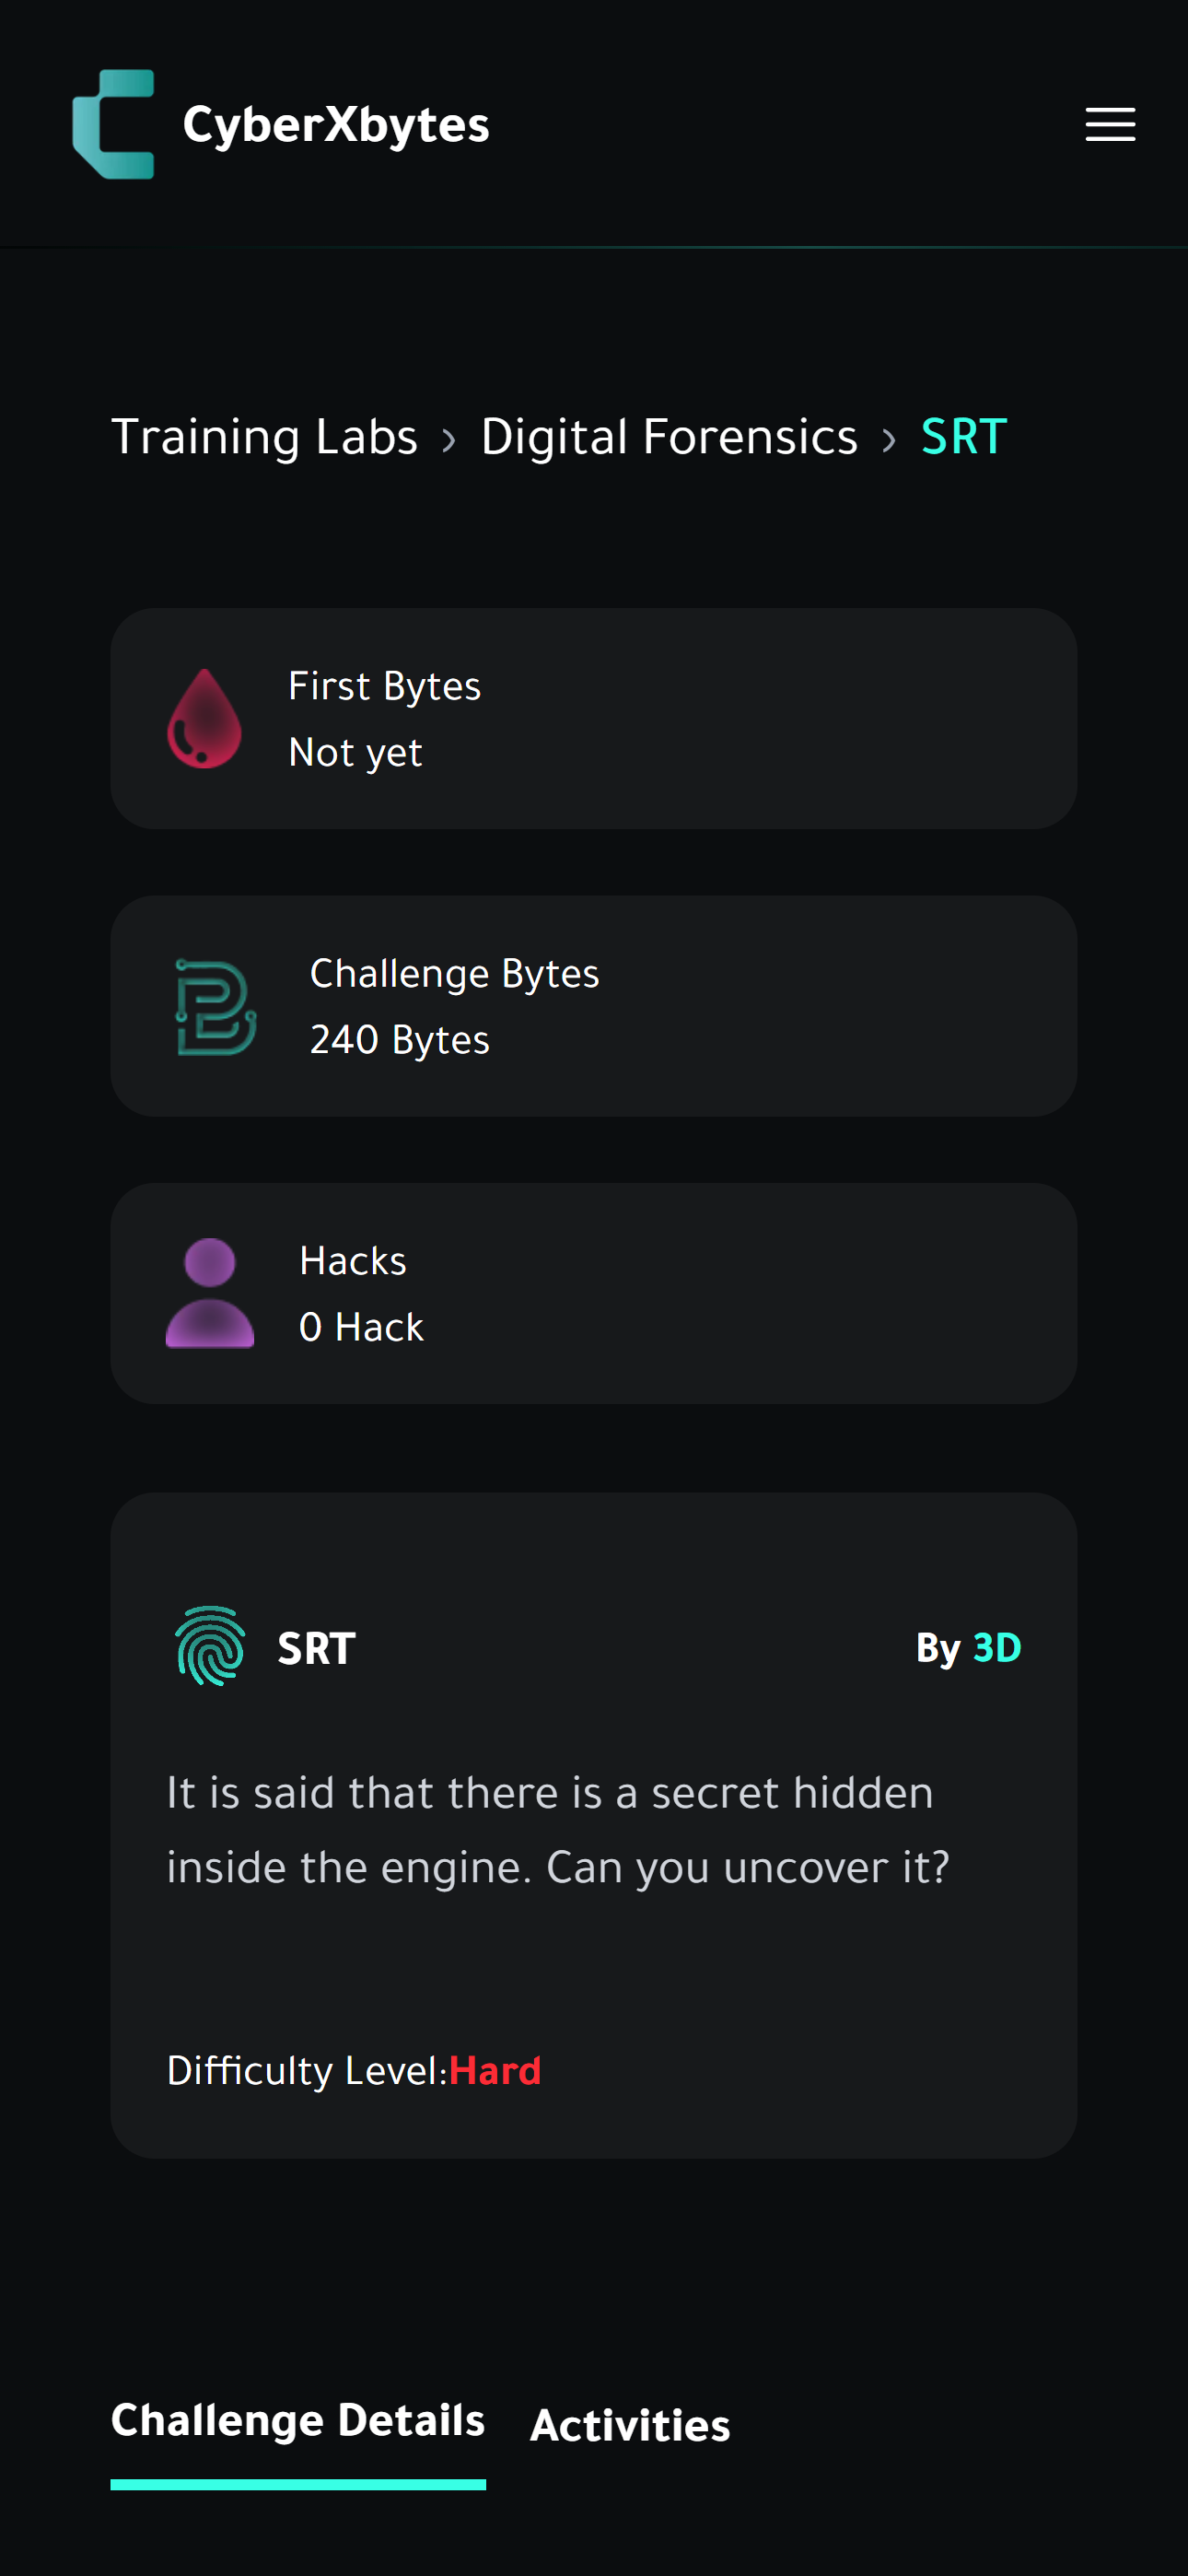 CyberXbytes
Training Labs › Digital Forensics › SRT
First Bytes
Not yet
Challenge Bytes
240 Bytes
Hacks
0 Hack
SRT
By 3D
It is said that there is a secret hidden
inside the engine. Can you uncover it?
Difficulty Level:Hard
Challenge Details
Activities